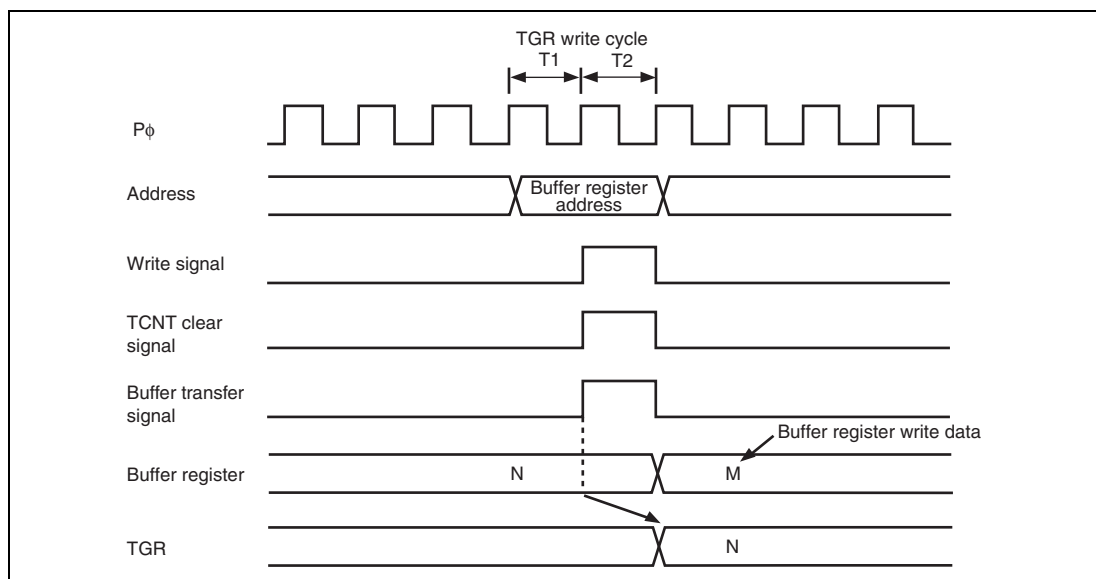 TGR write cycle
T1 T2
Pϕ
Address
Buffer register
address
Write signal
TCNT clear
signal
Buffer transfer
signal
Buffer register write data
Buffer register
N
M
TGR
N